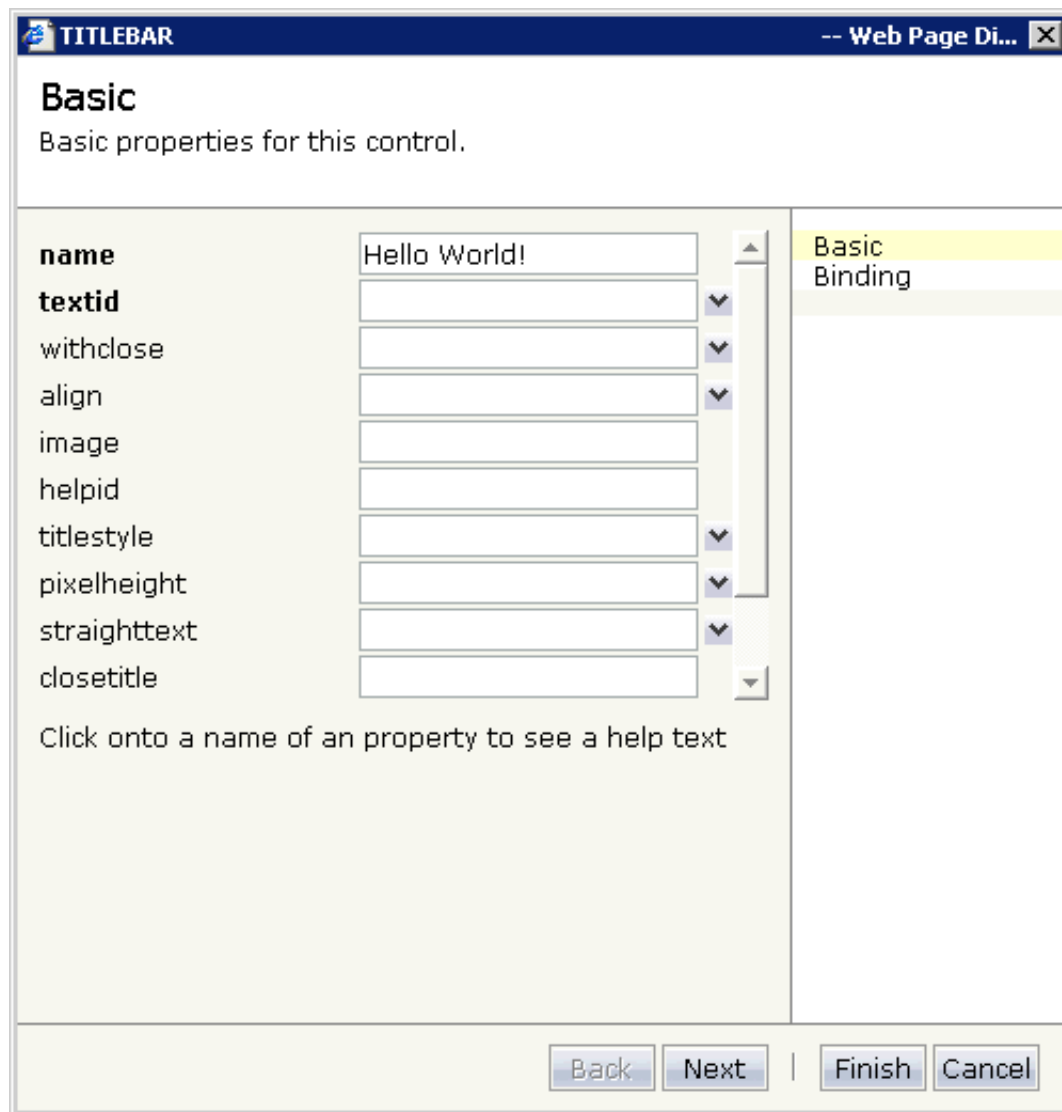 TITLEBAR -- Web Page Di...
Basic
Basic properties for this control.
name Hello World!
textid
withclose
align
image
helpid
titlestyle
pixelheight
straighttext
closetitle
Click onto a name of an property to see a help text
Basic
Binding
Back Next | Finish Cancel